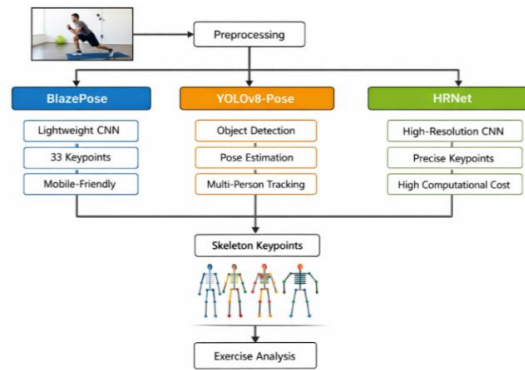 Preprocessing
BlazePose
YOLOv8-Pose
HRNet
Lightweight CNN
Object Detection
High-Resolution CNN
33 Keypoints
Pose Estimation
Precise Keypoints
Mobile-Friendly
Multi-Person Tracking
High Computational Cost
Skeleton Keypoints
Exercise Analysis